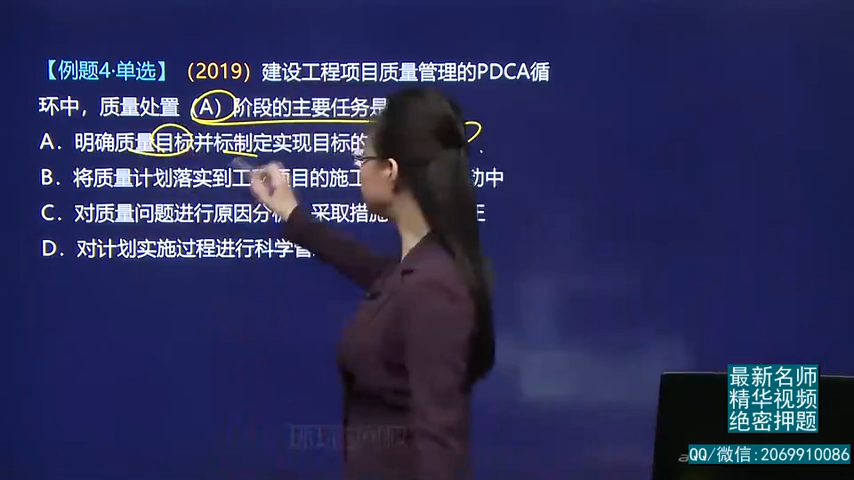 【例题4·单选】（2019）建设工程项目质量管理的PDCA循
环中，质量处置（A）阶段的主要任务是
A．明确质量目标并标制定实现目标的
B．将质量计划落实到工程项目的施工 动中
C．对质量问题进行原因分析 采取措施 正
D．对计划实施过程进行科学管
最新名师
精华视频
绝密押题
QQ/微信:2069910086